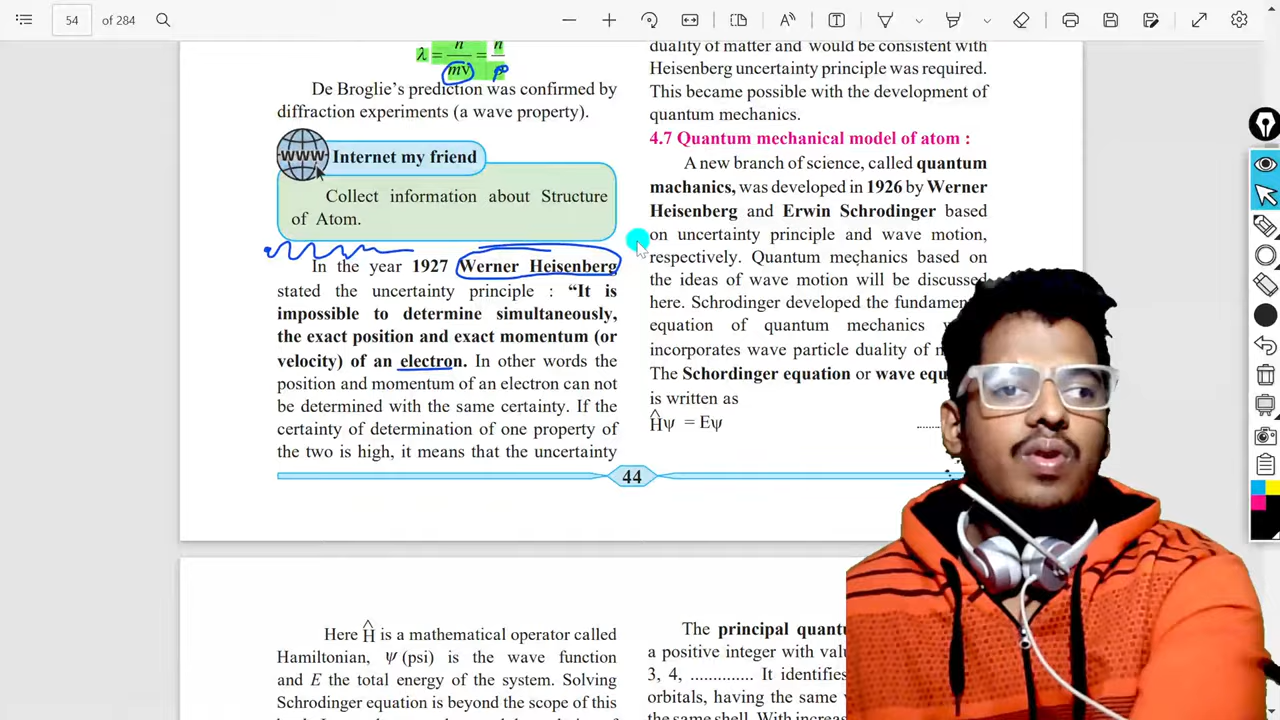 54 of 284
λ = h/mv = h/p
De Broglie's prediction was confirmed by
diffraction experiments (a wave property).
www Internet my friend
Collect information about Structure
of Atom.
In the year 1927 Werner Heisenberg
stated the uncertainty principle : “It is
impossible to determine simultaneously,
the exact position and exact momentum (or
velocity) of an electron. In other words the
position and momentum of an electron can not
be determined with the same certainty. If the
certainty of determination of one property of
the two is high, it means that the uncertainty
duality of matter and would be consistent with
Heisenberg uncertainty principle was required.
This became possible with the development of
quantum mechanics.
4.7 Quantum mechanical model of atom :
A new branch of science, called quantum
machanics, was developed in 1926 by Werner
Heisenberg and Erwin Schrodinger based
on uncertainty principle and wave motion,
respectively. Quantum mechanics based on
the ideas of wave motion will be discussed
here. Schrodinger developed the fundamen
equation of quantum mechanics
incorporates wave particle duality of
The Schordinger equation or wave equ
is written as
Ĥψ = Eψ
44
Here Ĥ is a mathematical operator called
Hamiltonian, ψ (psi) is the wave function
and E the total energy of the system. Solving
Schrodinger equation is beyond the scope of this
The principal quant
a positive integer with val
3, 4, .............. It identifies
orbitals, having the same
the same shell. With increa